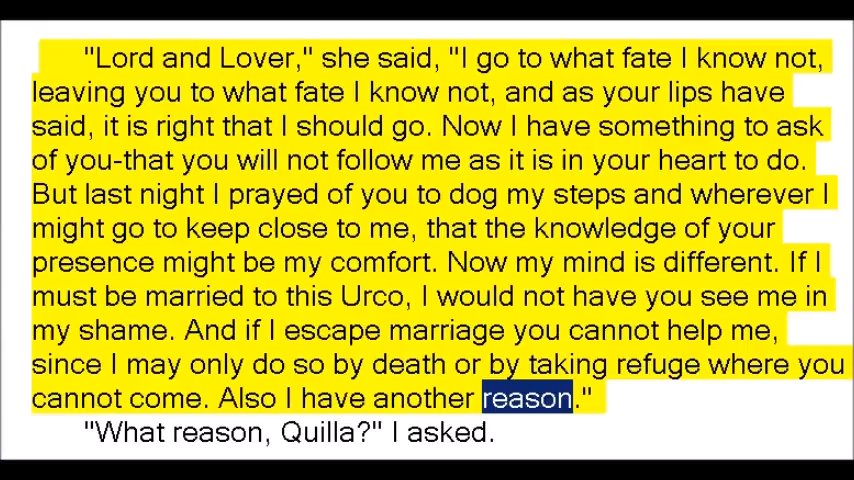 "Lord and Lover," she said, "I go to what fate I know not,
leaving you to what fate I know not, and as your lips have
said, it is right that I should go. Now I have something to ask
of you-that you will not follow me as it is in your heart to do.
But last night I prayed of you to dog my steps and wherever I
might go to keep close to me, that the knowledge of your
presence might be my comfort. Now my mind is different. If I
must be married to this Urco, I would not have you see me in
my shame. And if I escape marriage you cannot help me,
since I may only do so by death or by taking refuge where you
cannot come. Also I have another reason."
"What reason, Quilla?" I asked.